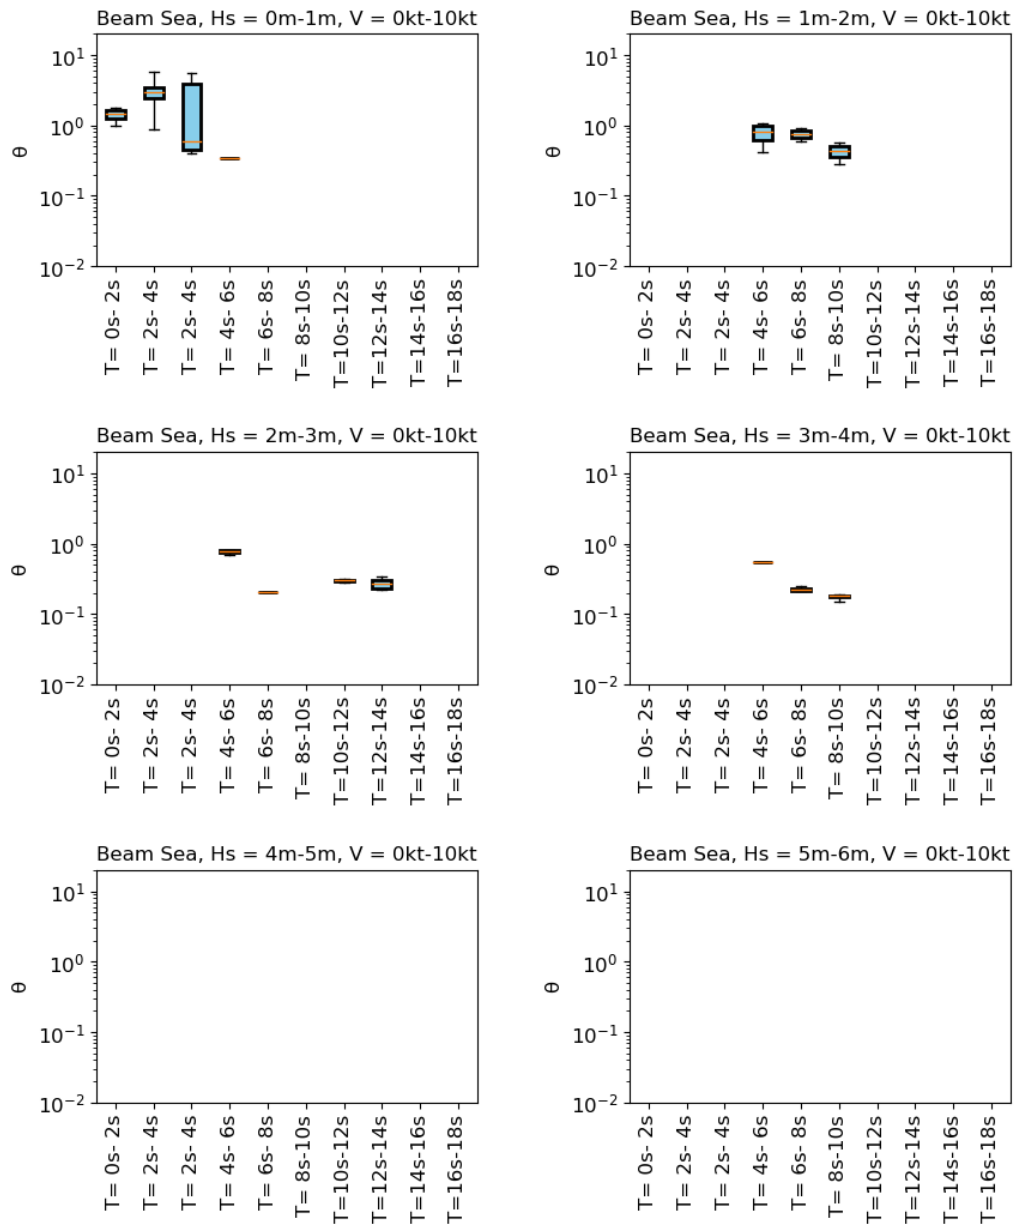 Beam Sea, Hs = 0m-1m, V = 0kt-10kt
10¹
10⁰
10⁻¹
10⁻²
θ
T= 0s- 2s
T= 2s- 4s
T= 2s- 4s
T= 4s- 6s
T= 6s- 8s
T= 8s-10s
T=10s-12s
T=12s-14s
T=14s-16s
T=16s-18s
Beam Sea, Hs = 1m-2m, V = 0kt-10kt
10¹
10⁰
10⁻¹
10⁻²
θ
T= 0s- 2s
T= 2s- 4s
T= 2s- 4s
T= 4s- 6s
T= 6s- 8s
T= 8s-10s
T=10s-12s
T=12s-14s
T=14s-16s
T=16s-18s
Beam Sea, Hs = 2m-3m, V = 0kt-10kt
10¹
10⁰
10⁻¹
10⁻²
θ
T= 0s- 2s
T= 2s- 4s
T= 2s- 4s
T= 4s- 6s
T= 6s- 8s
T= 8s-10s
T=10s-12s
T=12s-14s
T=14s-16s
T=16s-18s
Beam Sea, Hs = 3m-4m, V = 0kt-10kt
10¹
10⁰
10⁻¹
10⁻²
θ
T= 0s- 2s
T= 2s- 4s
T= 2s- 4s
T= 4s- 6s
T= 6s- 8s
T= 8s-10s
T=10s-12s
T=12s-14s
T=14s-16s
T=16s-18s
Beam Sea, Hs = 4m-5m, V = 0kt-10kt
10¹
10⁰
10⁻¹
10⁻²
θ
T= 0s- 2s
T= 2s- 4s
T= 2s- 4s
T= 4s- 6s
T= 6s- 8s
T= 8s-10s
T=10s-12s
T=12s-14s
T=14s-16s
T=16s-18s
Beam Sea, Hs = 5m-6m, V = 0kt-10kt
10¹
10⁰
10⁻¹
10⁻²
θ
T= 0s- 2s
T= 2s- 4s
T= 2s- 4s
T= 4s- 6s
T= 6s- 8s
T= 8s-10s
T=10s-12s
T=12s-14s
T=14s-16s
T=16s-18s